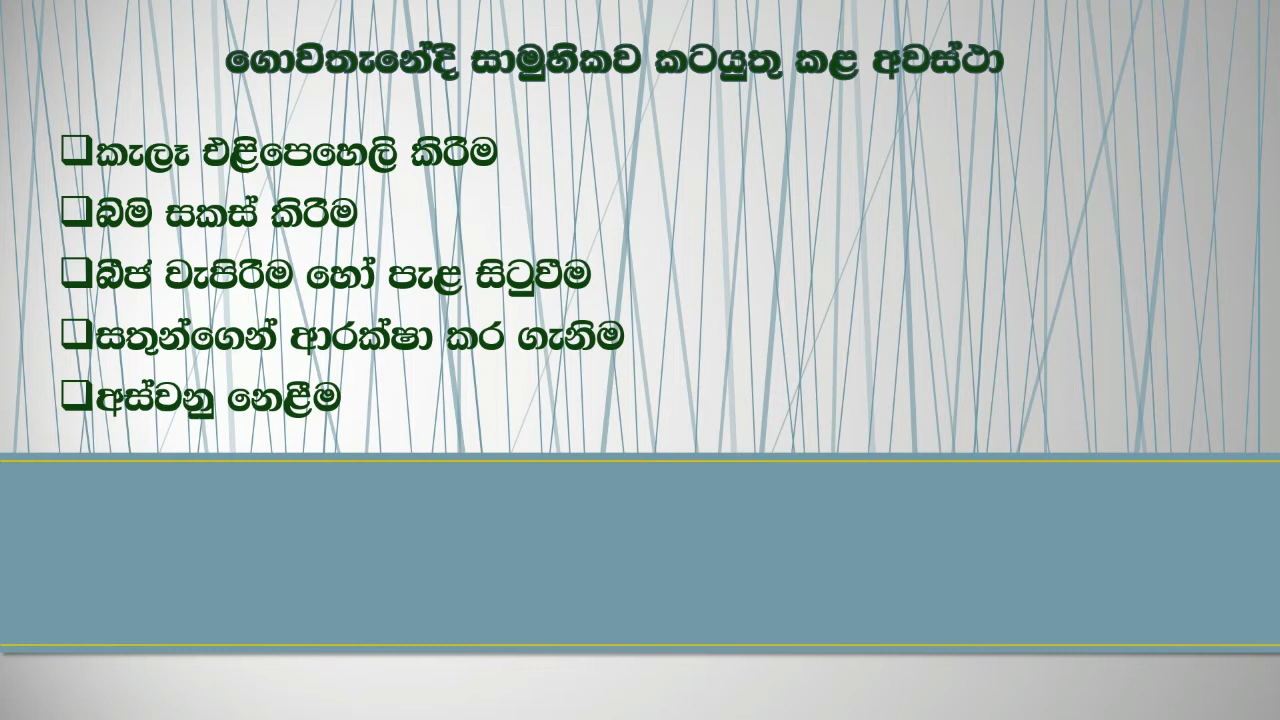 ගොවිතැනේදී සාමුහිකව කටයුතු කළ අවස්ථා
❑කැලෑ එළිපෙහෙලි කිරීම
❑බිම් සකස් කිරිම
❑බීජ වැපිරීම හෝ පැළ සිටුවීම
❑සතුන්ගෙන් ආරක්ෂා කර ගැනිම
❑අස්වනු නෙළීම